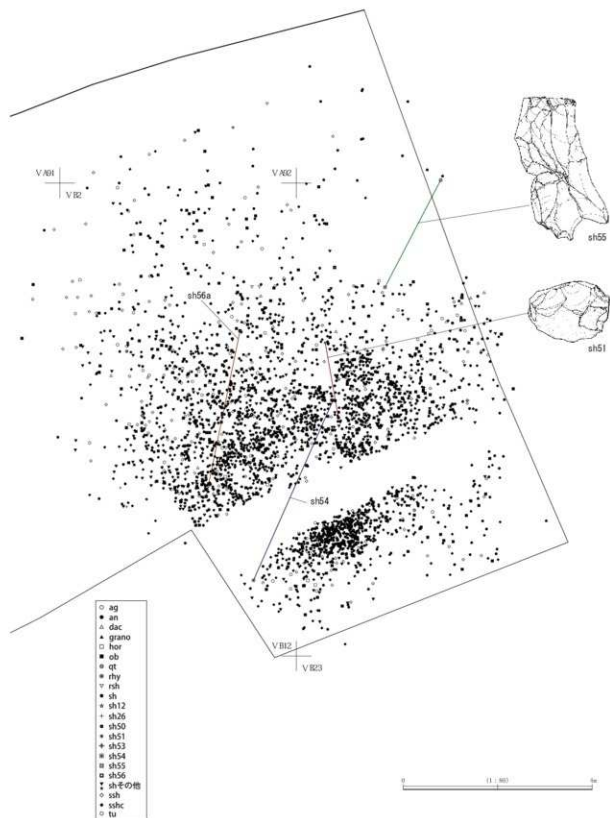 VA01
VB2
VA02
sh55
sh56a
sh51
sh54
VB12
VB23
ag
an
dac
grano
hor
ob
qt
rhy
rsh
sh
sh12
sh26
sh50
sh51
sh53
sh54
sh55
sh56
shその他
ssh
sshc
tu
0